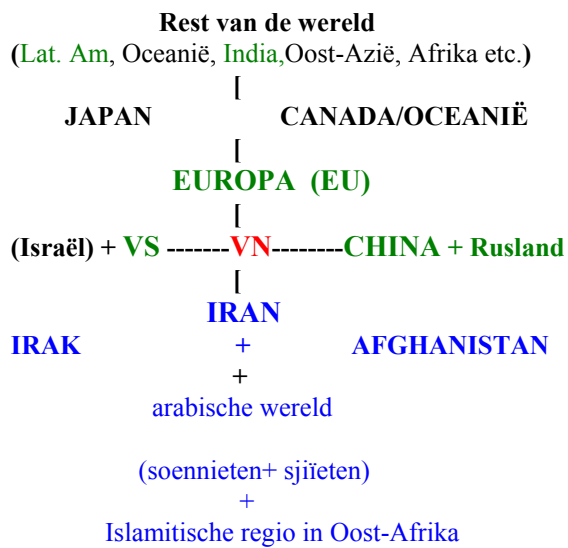 Rest van de wereld
(Lat. Am, Oceanië, India,Oost-Azië, Afrika etc.)
[
JAPAN CANADA/OCEANIË
[
EUROPA (EU)
[
(Israël) + VS -------VN--------CHINA + Rusland
[
IRAN
IRAK + AFGHANISTAN
+
arabische wereld
(soennieten+ sjiïeten)
+
Islamitische regio in Oost-Afrika